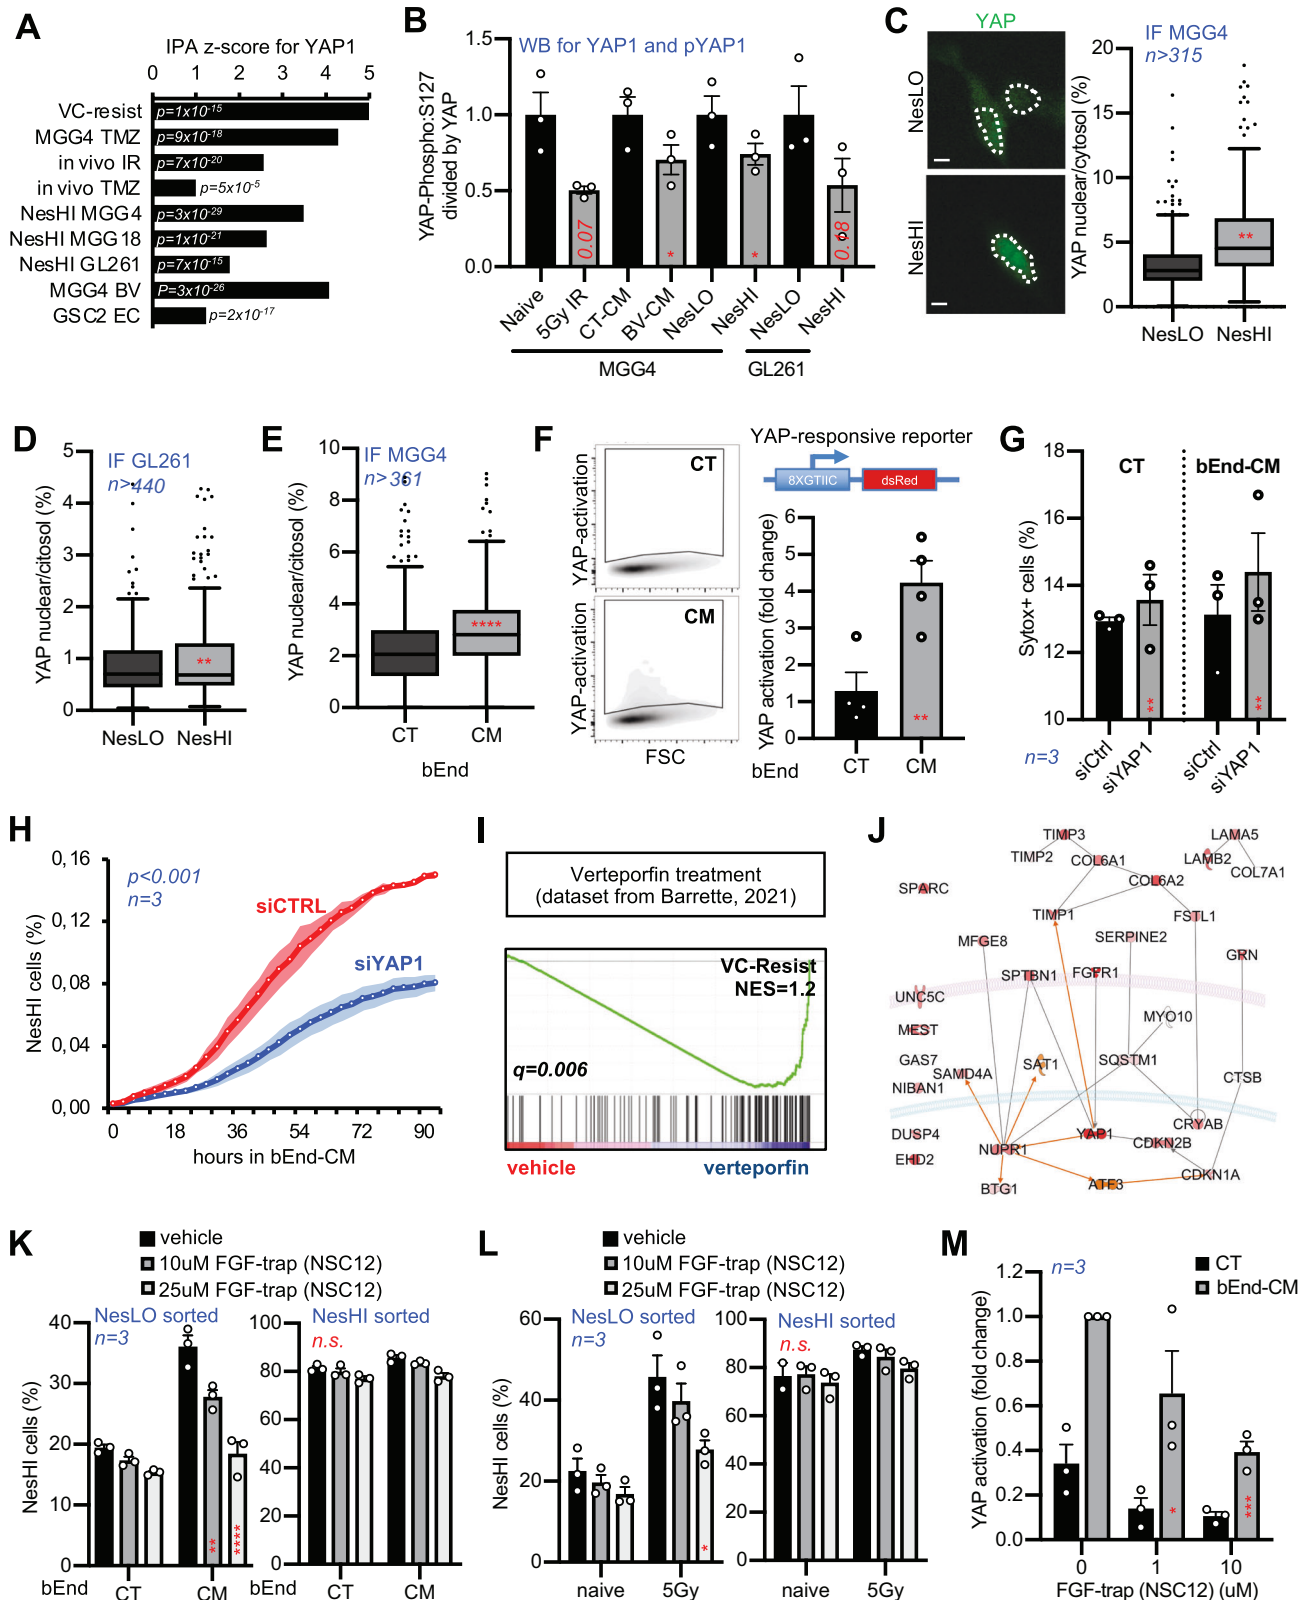 A
IPA z-score for YAP1
0 1 2 3 4 5
VC-resist p=1x10-15
MGG4 TMZ p=9x10-18
in vivo IR p=7x10-20
in vivo TMZ p=5x10-5
NesHI MGG4 p=3x10-29
NesHI MGG18 p=1x10-21
NesHI GL261 p=7x10-15
MGG4 BV P=3x10-26
GSC2 EC p=2x10-17
B
WB for YAP1 and pYAP1
YAP-Phospho:S127
divided by YAP
1.5
1.0
0.5
0.0
0.07 * * 0.18
Naive 5Gy IR CT-CM BV-CM NesLO NesHI NesLO NesHI
MGG4 GL261
C
YAP
NesLO
NesHI
IF MGG4
n>315
YAP nuclear/cytosol (%)
20
15
10
5
0
**
NesLO NesHI
D
IF GL261
n>440
YAP nuclear/citosol (%)
5
4
3
2
1
0
**
NesLO NesHI
E
IF MGG4
n>361
YAP nuclear/citosol (%)
10
8
6
4
2
0
****
CT CM
bEnd
F
YAP-activation
CT
YAP-activation
CM
FSC
YAP-responsive reporter
8XGTIIC dsRed
YAP activation (fold change)
6
5
4
3
2
1
0
**
bEnd CT CM
G
CT bEnd-CM
Sytox+ cells (%)
18
16
14
12
10
** **
n=3
siCtrl siYAP1 siCtrl siYAP1
H
NesHI cells (%)
0,16
0,12
0,08
0,04
0,00
p<0.001
n=3
siCTRL
siYAP1
0 18 36 54 72 90
hours in bEnd-CM
I
Verteporfin treatment
(dataset from Barrette, 2021)
VC-Resist
NES=1.2
q=0.006
vehicle verteporfin
J
TIMP3 LAMA5
TIMP2 COL6A1 LAMB2
COL7A1
SPARC COL6A2
TIMP1 FSTL1
MFGE8 SERPINE2
GRN
SPTBN1 FGFR1
UNC5C
MYO10
MEST
GAS7 SAT1 SQSTM1
SAMD4A CTSB
NIBAN1
CRYAB
DUSP4 YAP1 CDKN2B
NUPR1
EHD2
CDKN1A
BTG1 ATF3
K
vehicle
10uM FGF-trap (NSC12)
25uM FGF-trap (NSC12)
NesHI cells (%)
NesLO sorted
n=3
40
30
20
10
0
** ****
bEnd CT CM
NesHI sorted
n.s.
100
80
60
40
20
0
bEnd CT CM
L
vehicle
10uM FGF-trap (NSC12)
25uM FGF-trap (NSC12)
NesHI cells (%)
NesLO sorted
n=3
60
40
20
0
*
naive 5Gy
NesHI sorted
n.s.
100
80
60
40
20
0
naive 5Gy
M
CT
bEnd-CM
n=3
YAP activation (fold change)
1.2
1.0
0.8
0.6
0.4
0.2
0.0
* ***
0 1 10
FGF-trap (NSC12) (uM)